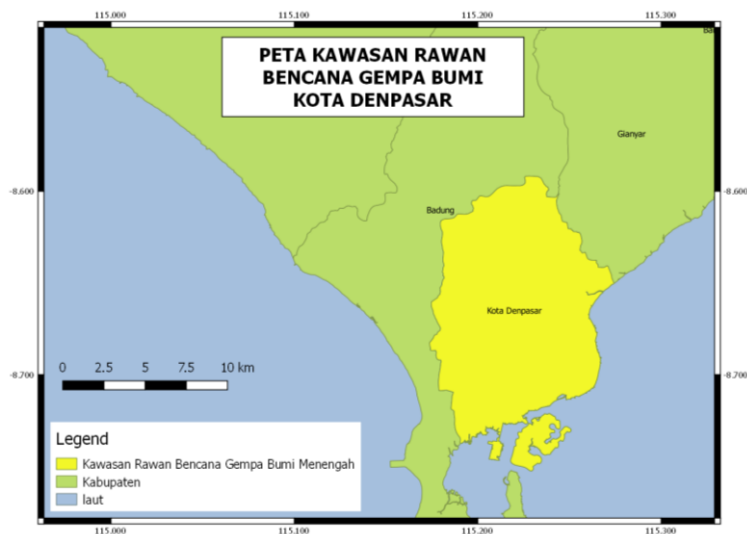 115.000 115.100 115.200 115.300
PETA KAWASAN RAWAN
BENCANA GEMPA BUMI
KOTA DENPASAR
Gianyar
-8.600
-8.600
Badung
Kota Denpasar
0 2.5 5 7.5 10 km
-8.700
-8.700
Legend
Kawasan Rawan Bencana Gempa Bumi Menengah
Kabupaten
laut
115.000 115.100 115.200 115.300